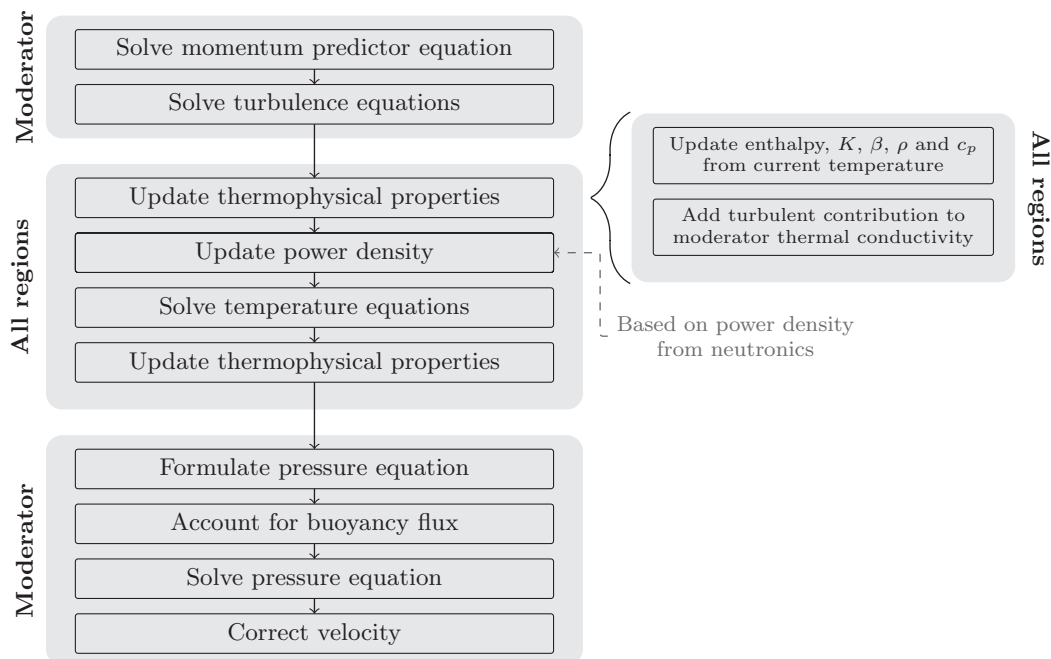 Moderator
Solve momentum predictor equation
Solve turbulence equations
All regions
Update thermophysical properties
Update power density
Solve temperature equations
Update thermophysical properties
Update enthalpy, K, β, ρ and c_p
from current temperature
Add turbulent contribution to
moderator thermal conductivity
All regions
Based on power density
from neutronics
Moderator
Formulate pressure equation
Account for buoyancy flux
Solve pressure equation
Correct velocity